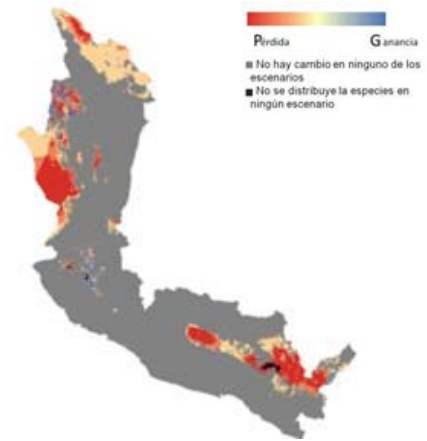 Pérdida Ganancia
No hay cambio en ninguno de los
escenarios
No se distribuye la especies en
ningún escenario